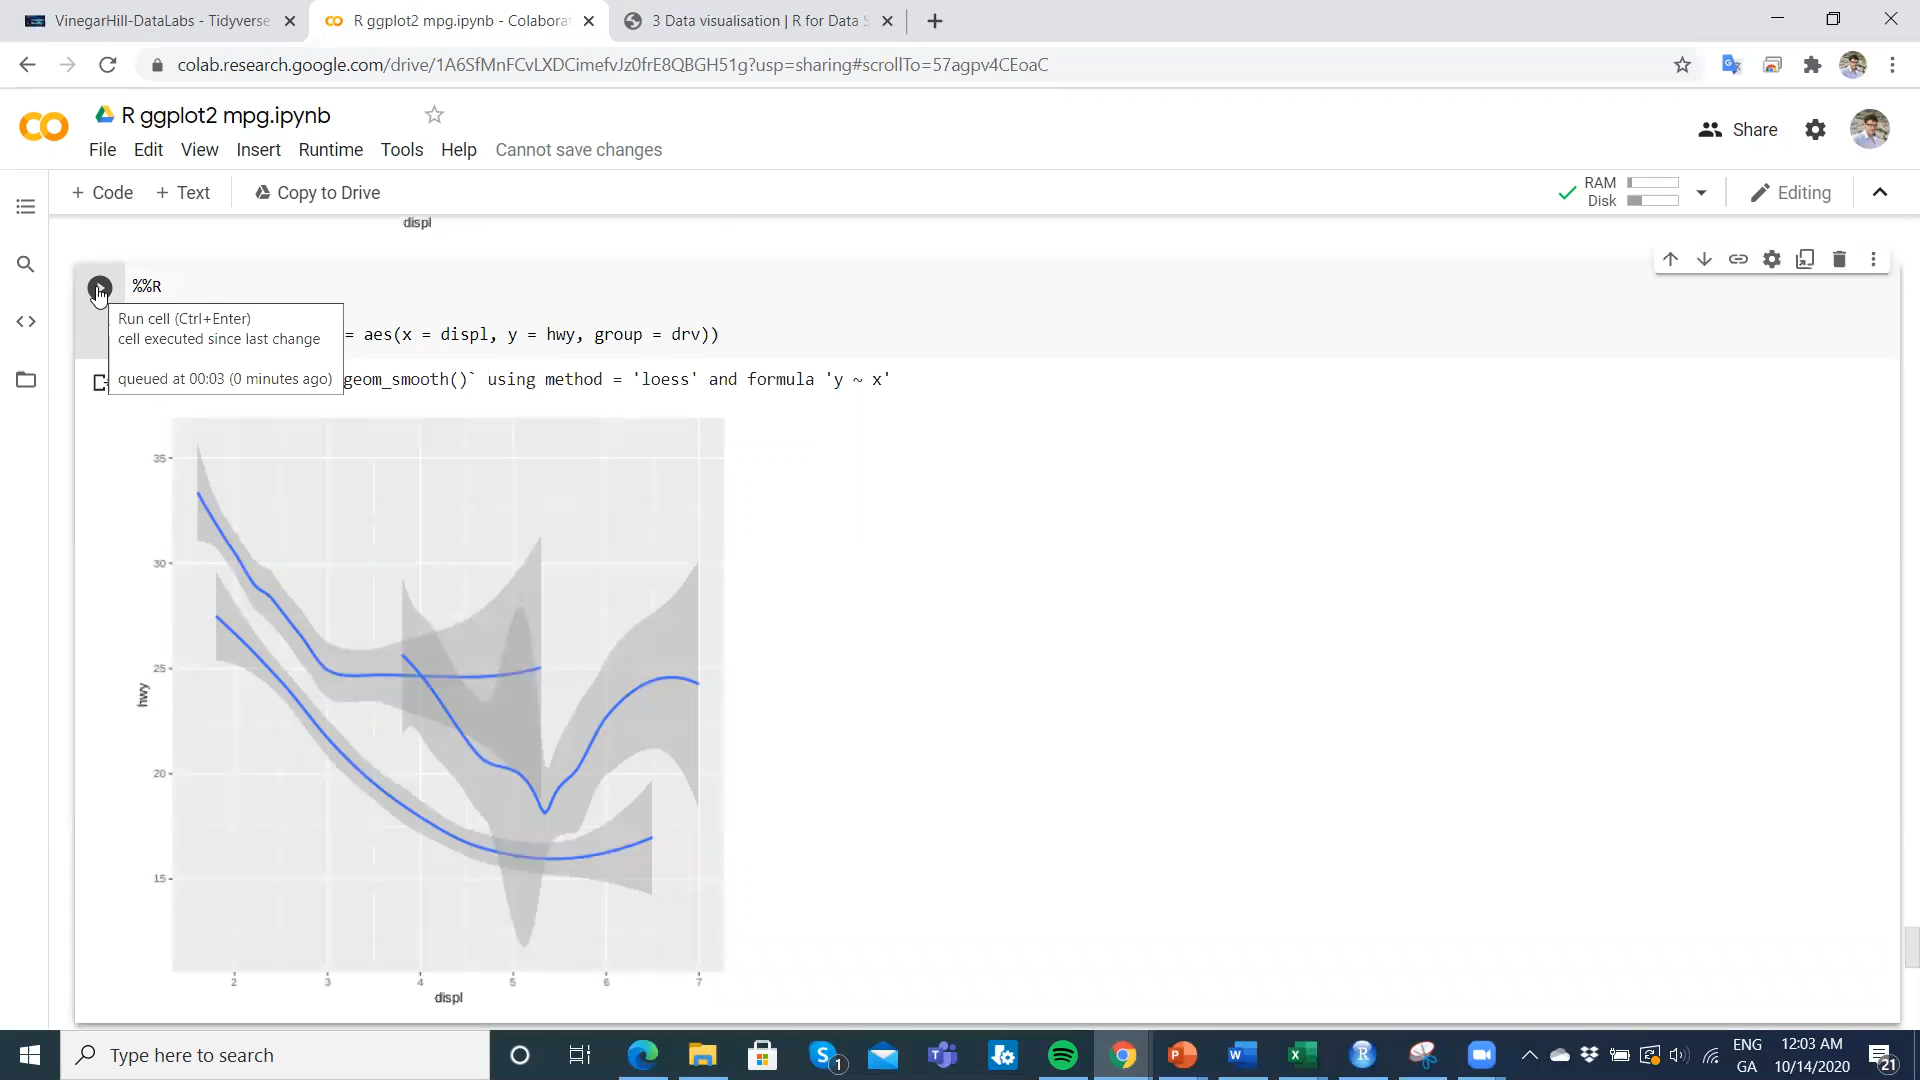 VinegarHill-DataLabs - Tidyverse
R ggplot2 mpg.ipynb - Colaborat
3 Data visualisation | R for Data S
colab.research.google.com/drive/1A6SfMnFCvLXDCimefvJz0frE8QBGH51g?usp=sharing#scrollTo=57agpv4CEoaC
R ggplot2 mpg.ipynb
Share
File Edit View Insert Runtime Tools Help Cannot save changes
+ Code + Text Copy to Drive
RAM
Disk
Editing
displ
%%R
Run cell (Ctrl+Enter)
cell executed since last change
queued at 00:03 (0 minutes ago)
= aes(x = displ, y = hwy, group = drv))
geom_smooth()` using method = 'loess' and formula 'y ~ x'
35
30
25
hwy
20
15
2 3 4 5 6 7
displ
Type here to search
1
ENG
GA
12:03 AM
10/14/2020
21